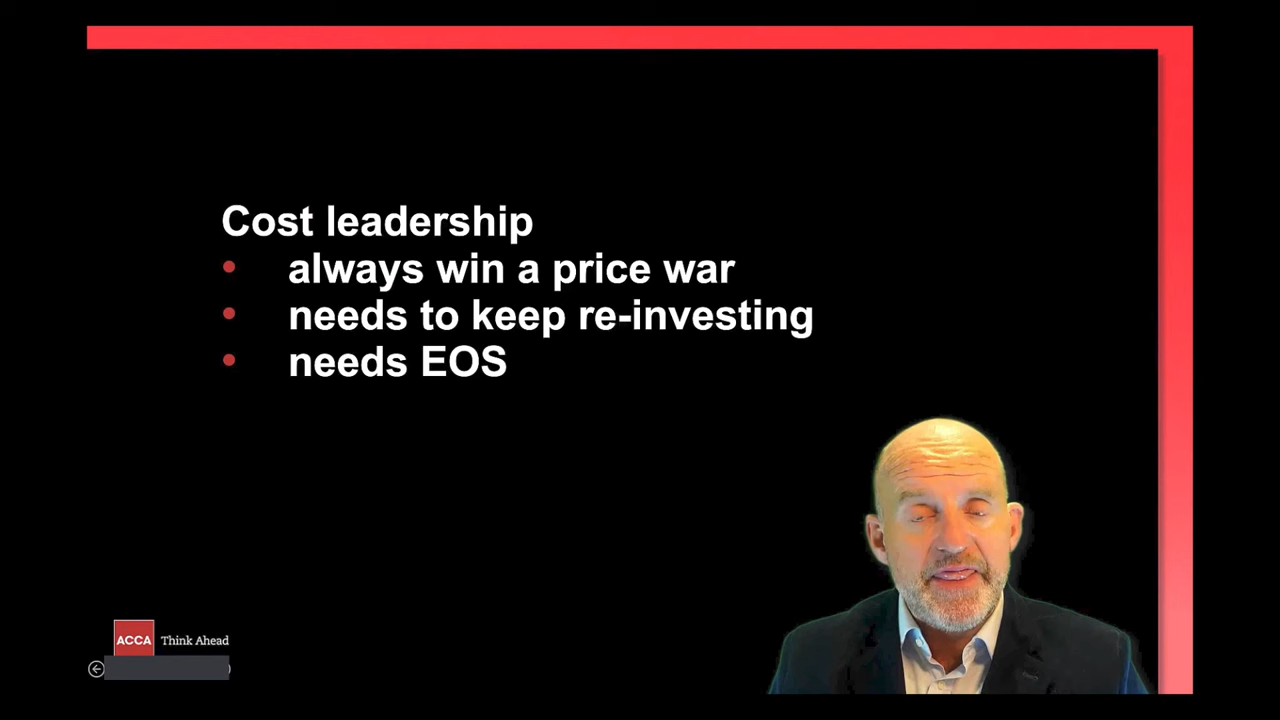 Cost leadership
• always win a price war
• needs to keep re-investing
• needs EOS
ACCA Think Ahead